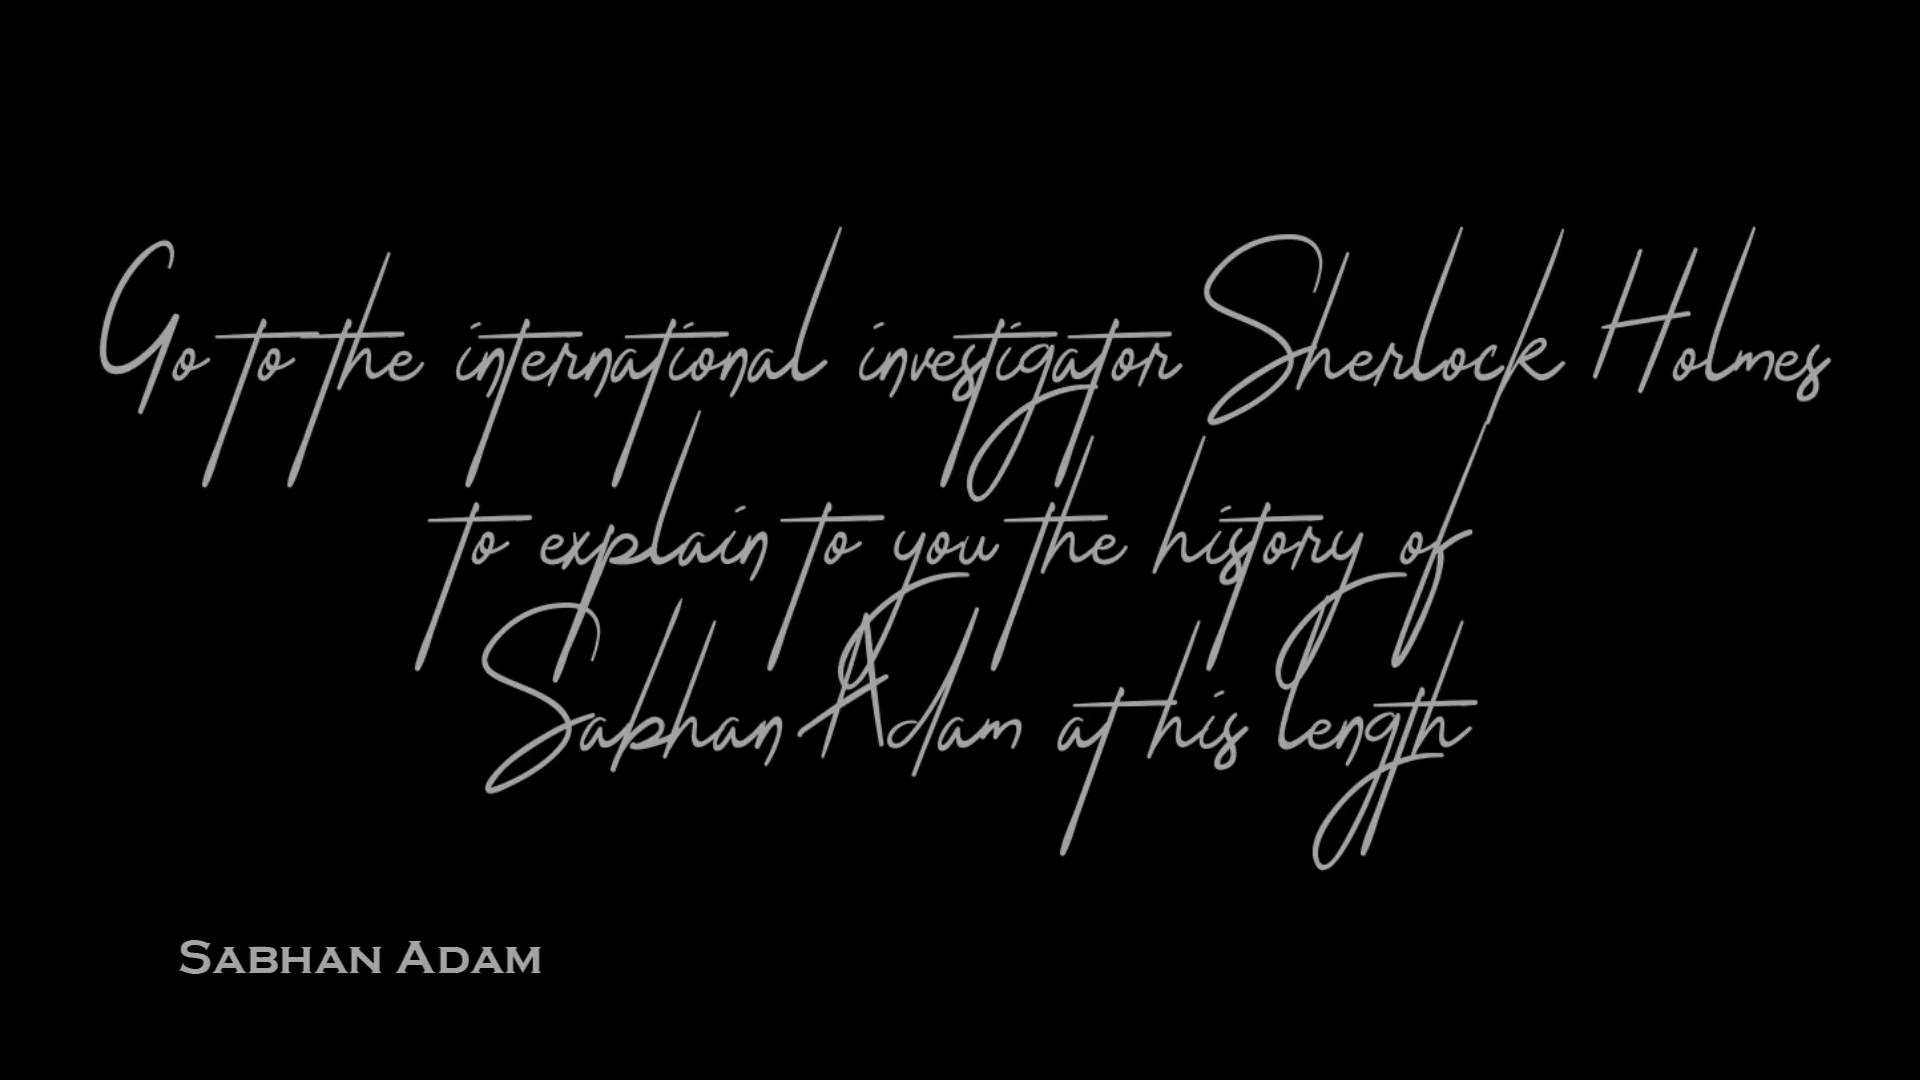 Go to the international investigator Sherlock Holmes
to explain to you the history of
Sabhan Adam at his length
Sabhan Adam